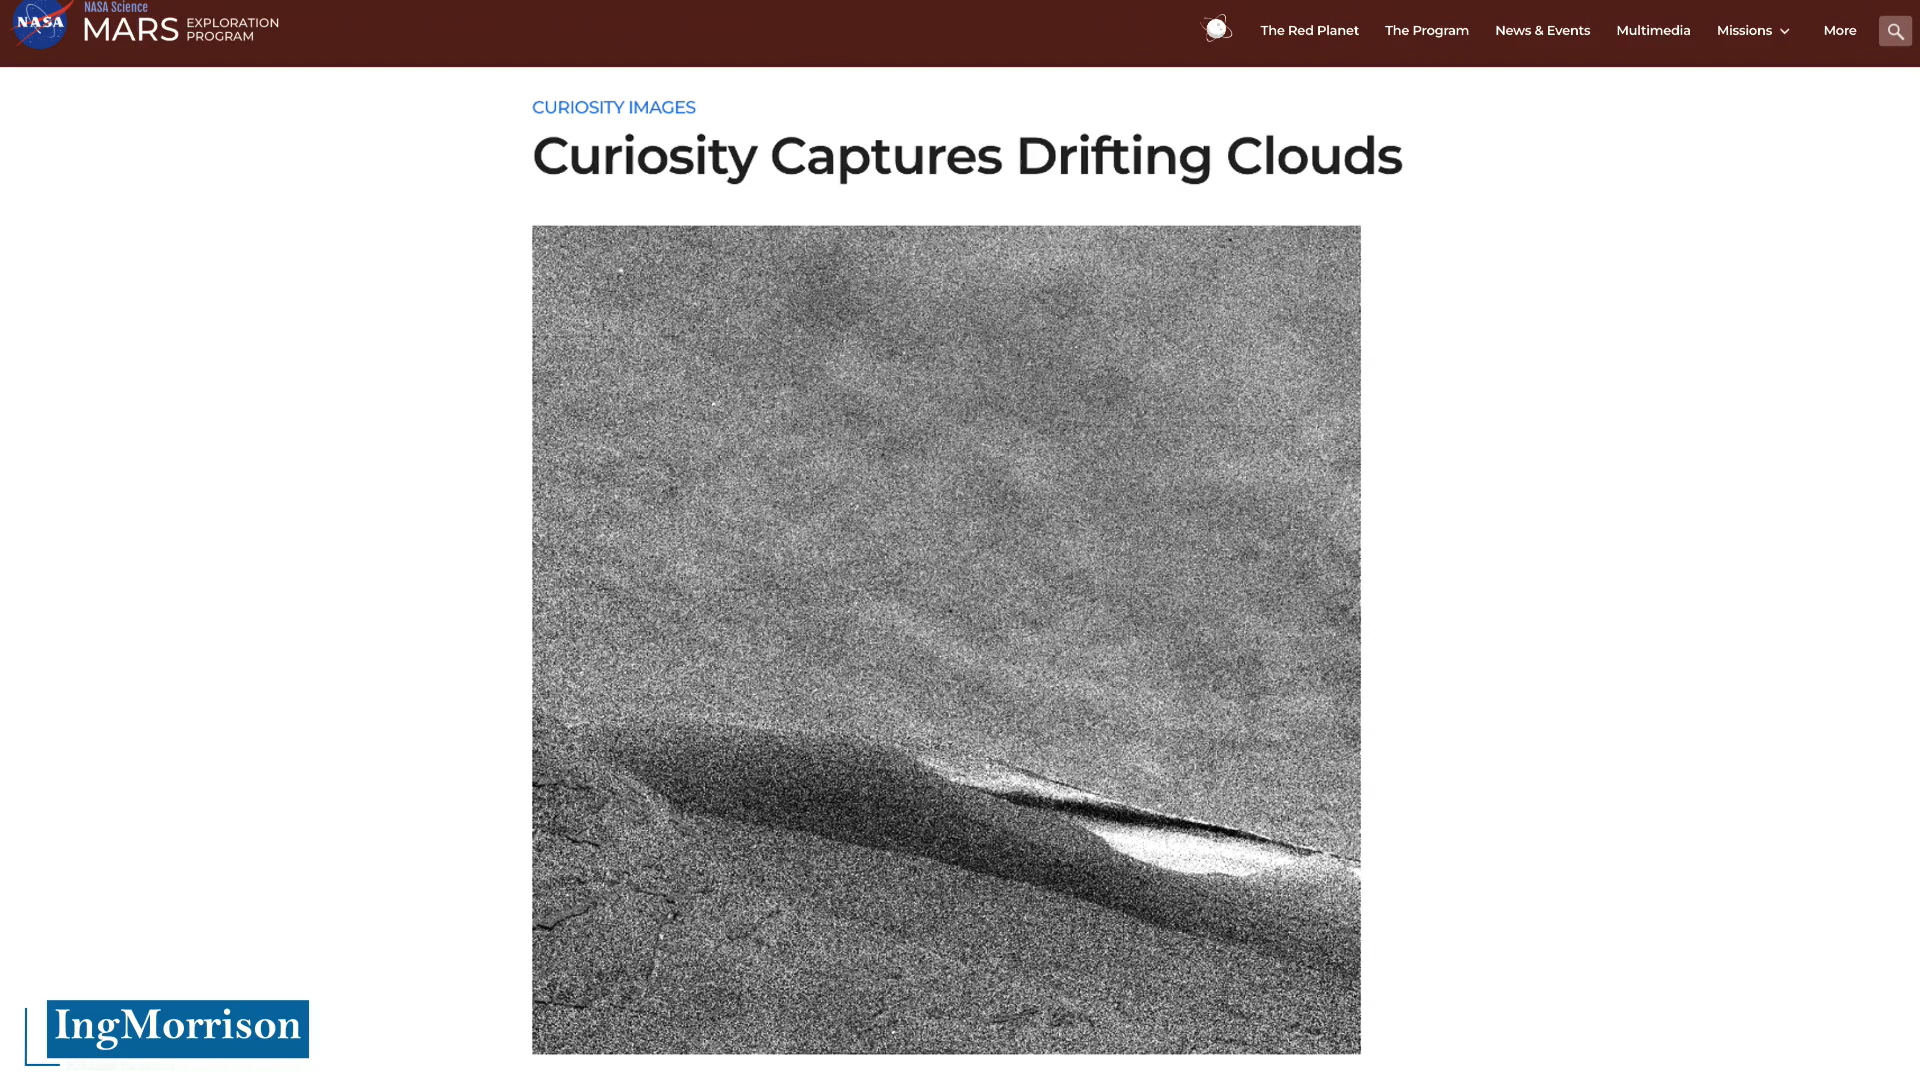 NASA
NASA Science
MARS EXPLORATION PROGRAM
The Red Planet The Program News & Events Multimedia Missions More
CURIOSITY IMAGES
Curiosity Captures Drifting Clouds
IngMorrison